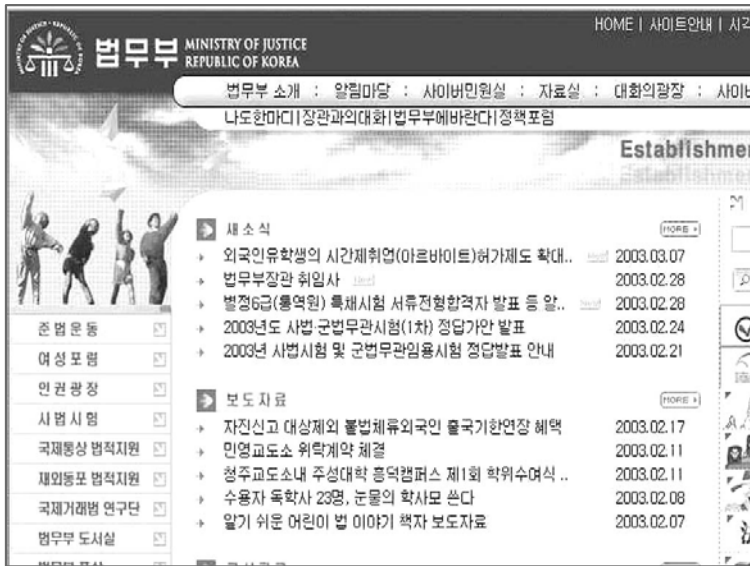 HOME | 사이트안내 | 시각
법무부 MINISTRY OF JUSTICE
REPUBLIC OF KOREA
법무부 소개 : 알림마당 : 사이버민원실 : 자료실 : 대화의광장 : 사이버
나도한마디|장관과의대화|법무부에바란다|정책포럼
Establishmen
새소식 MORE
외국인유학생의 시간제취업(아르바이트)허가제도 확대.. New! 2003.03.07
법무부장관 취임사 New! 2003.02.28
별정6급(통역원) 특채시험 서류전형합격자 발표 등 알.. New! 2003.02.28
2003년도 사법·군법무관시험(1차) 정답가안 발표 2003.02.24
2003년 사법시험 및 군법무관임용시험 정답발표 안내 2003.02.21
보도자료 MORE
자진신고 대상제외 불법체류외국인 출국기한연장 혜택 2003.02.17
민영교도소 위탁계약 체결 2003.02.11
청주교도소내 주성대학 흥덕캠퍼스 제1회 학위수여식 .. 2003.02.11
수용자 독학사 23명, 눈물의 학사모 쓴다 2003.02.08
알기 쉬운 어린이 법 이야기 책자 보도자료 2003.02.07
준법운동
여성포럼
인권광장
사법시험
국제통상 법적지원
재외동포 법적지원
국제거래법 연구단
법무부 도서실